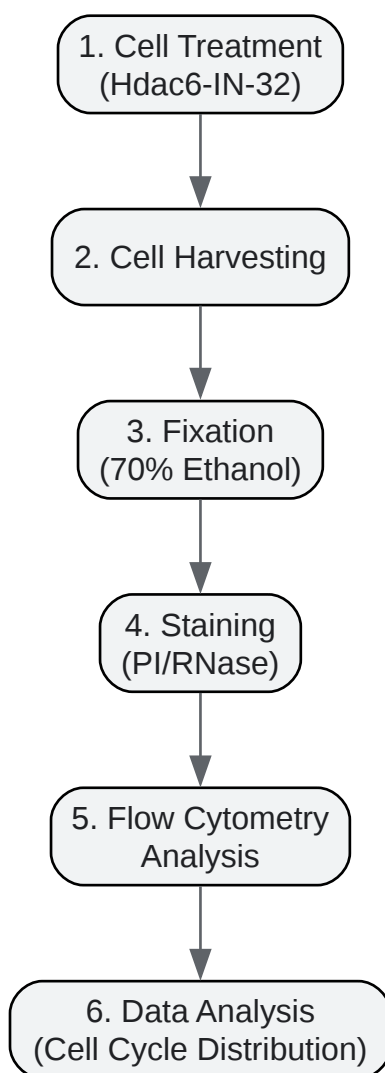 1. Cell Treatment
(Hdac6-IN-32)
2. Cell Harvesting
3. Fixation
(70% Ethanol)
4. Staining
(PI/RNase)
5. Flow Cytometry
Analysis
6. Data Analysis
(Cell Cycle Distribution)